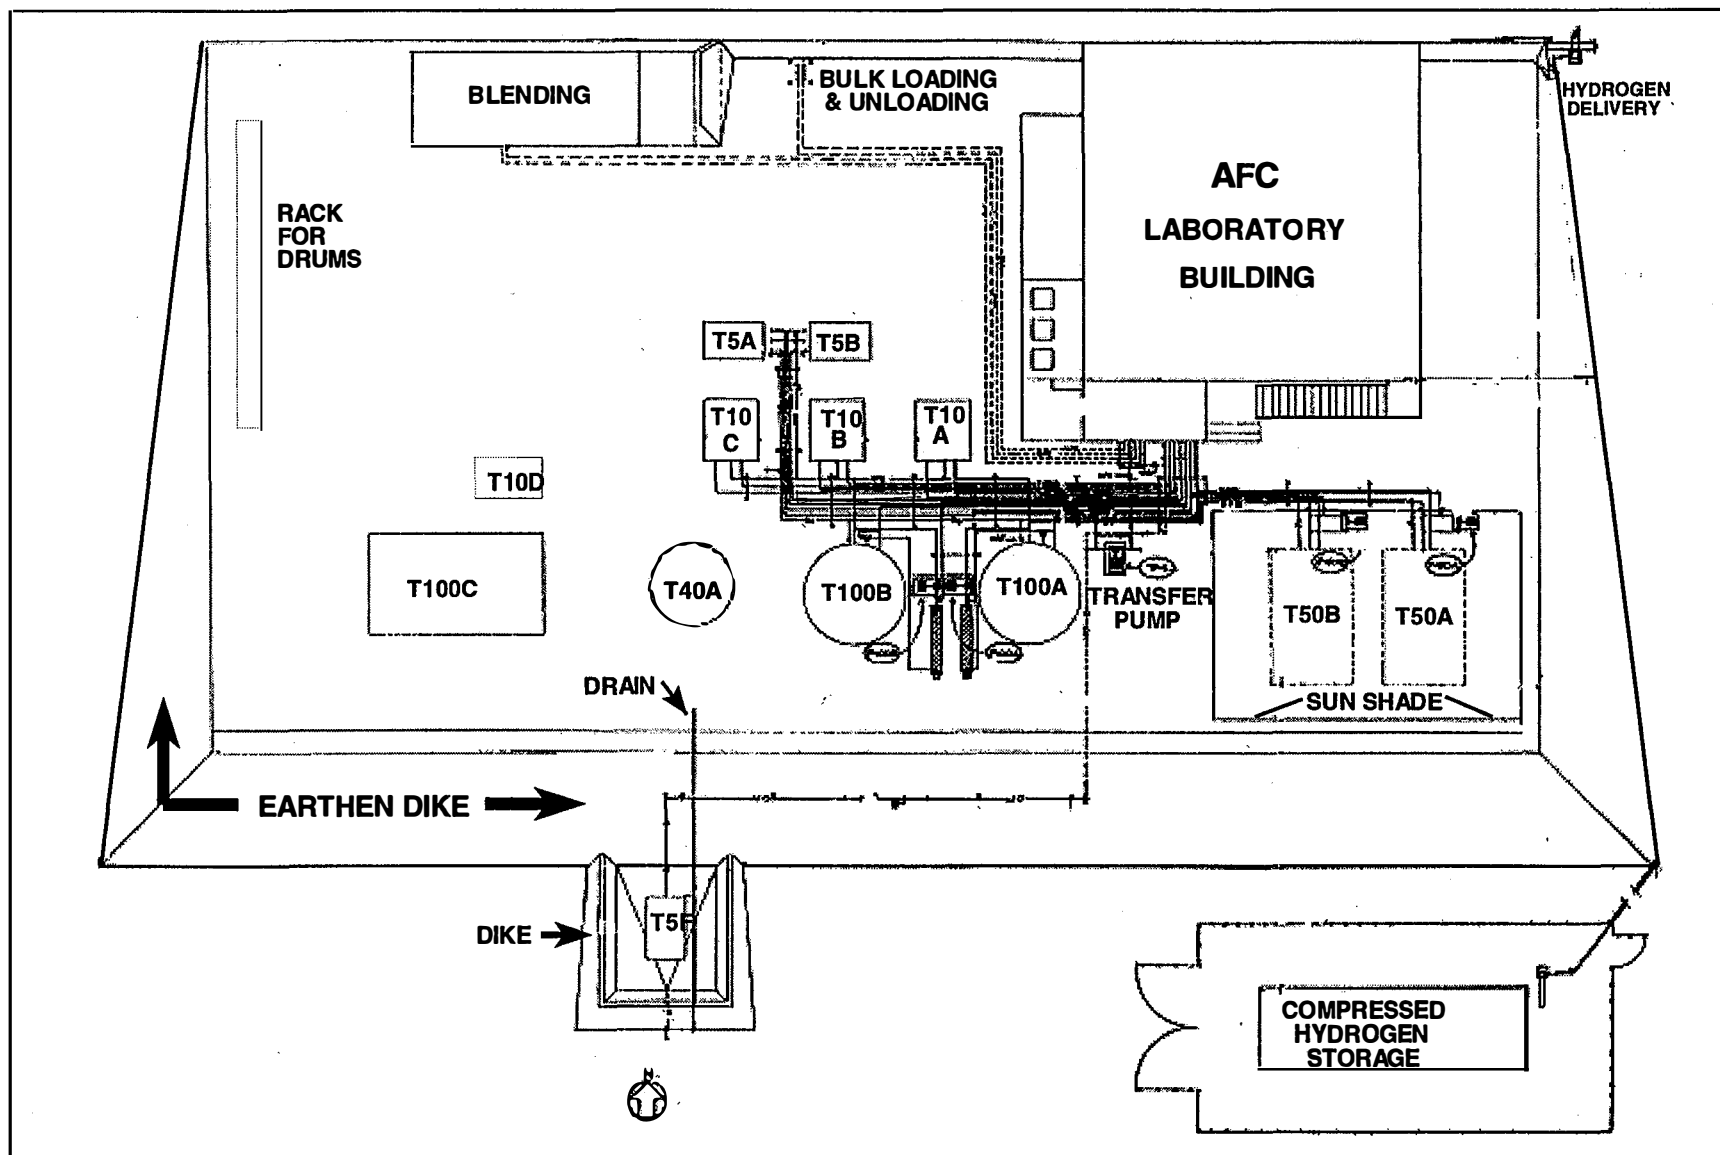 BLENDING
BULK LOADING
& UNLOADING
HYDROGEN
DELIVERY
AFC
LABORATORY
BUILDING
RACK
FOR
DRUMS
T5A
T5B
T10
C
T10
B
T10
A
T10D
T100C
T40A
T100B
T100A
TRANSFER
PUMP
T50B
T50A
SUN SHADE
DRAIN
EARTHEN DIKE
T5F
DIKE
COMPRESSED
HYDROGEN
STORAGE
N